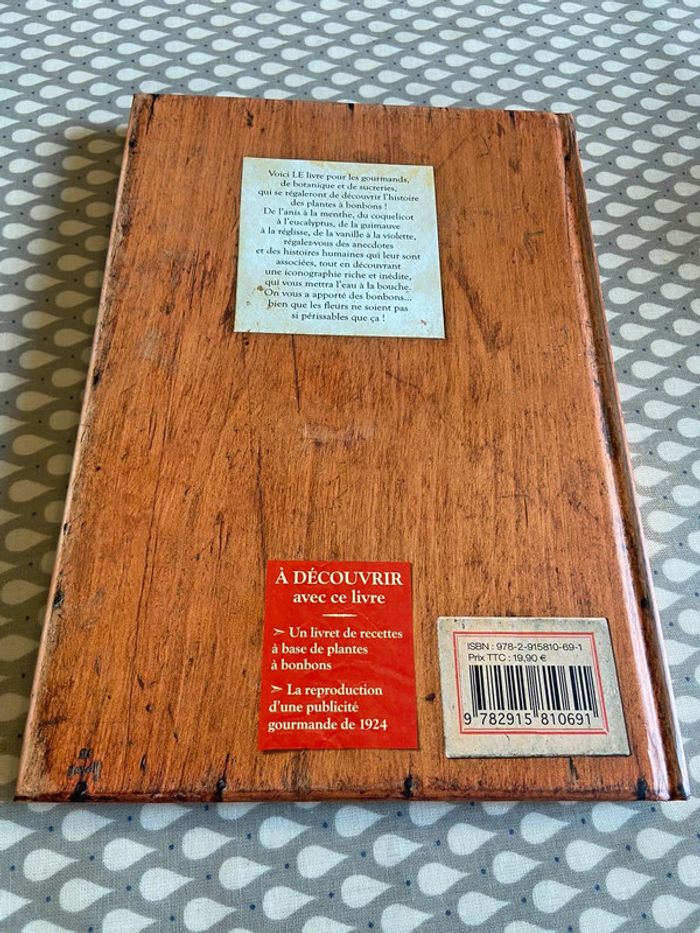 Voici LE livre pour les gourmands,
de botanique et de sucreries,
qui se régaleront de découvrir l'histoire
des plantes à bonbons !
De l'anis à la menthe, du coquelicot
à l'eucalyptus, de la guimauve
à la réglisse, de la vanille à la violette,
régalez-vous des anecdotes
et des histoires humaines qui leur sont
associées, tout en découvrant
une iconographie riche et inédite,
qui vous mettra l'eau à la bouche.
On vous a apporté des bonbons...
bien que les fleurs ne soient pas
si périssables que ça !
À DÉCOUVRIR
avec ce livre
➣ Un livret de recettes
à base de plantes
à bonbons
➣ La reproduction
d'une publicité
gourmande de 1924
ISBN : 978-2-915810-69-1
Prix TTC : 19,90 €
9 782915 810691